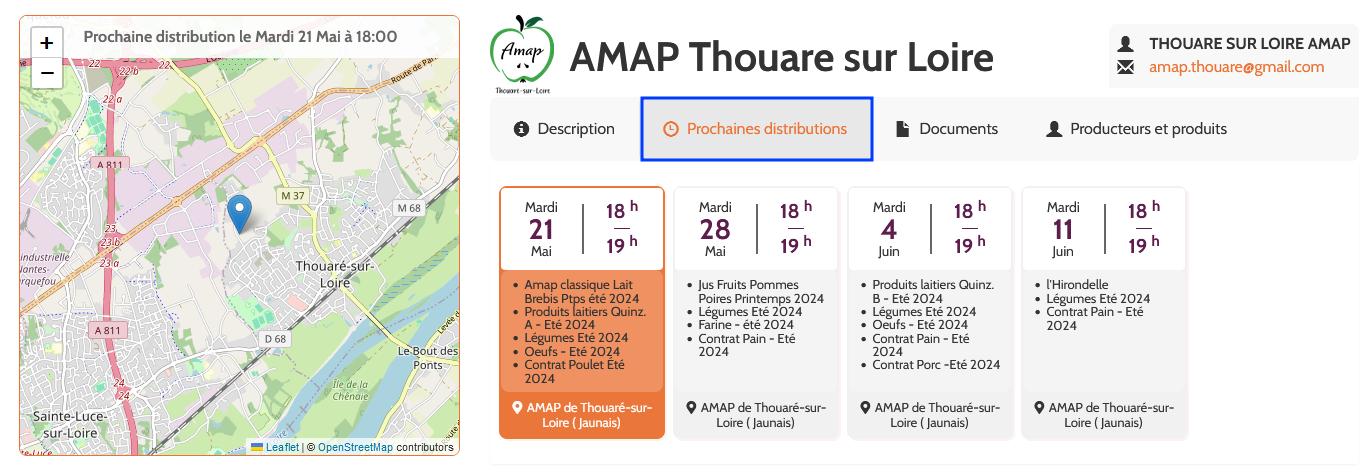 Prochaine distribution le Mardi 21 Mai à 18:00
+
−
22
22 b
22 a
Route de Par
A 811
M 37
M 68
23
23.b
23.a
Thouaré-sur-
Loire
A 811
D 68
Levée de
Le Bout des
Ponts
24
24
Île de la
Chênaie
Sainte-Luce-
sur-Loire
Leaflet | © OpenStreetMap contributors
Amap
Thouaré-sur-Loire
AMAP Thouare sur Loire
THOUARE SUR LOIRE AMAP
amap.thouare@gmail.com
Description
Prochaines distributions
Documents
Producteurs et produits
Mardi
21
Mai
18 h
19 h
• Amap classique Lait
Brebis Ptps été 2024
• Produits laitiers Quinz.
A - Eté 2024
• Légumes Eté 2024
• Oeufs - Eté 2024
• Contrat Poulet Eté
2024
AMAP de Thouaré-sur-
Loire ( Jaunais)
Mardi
28
Mai
18 h
19 h
• Jus Fruits Pommes
Poires Printemps 2024
• Légumes Eté 2024
• Farine - été 2024
• Contrat Pain - Eté
2024
AMAP de Thouaré-sur-
Loire ( Jaunais)
Mardi
4
Juin
18 h
19 h
• Produits laitiers Quinz.
B - Eté 2024
• Légumes Eté 2024
• Oeufs - Eté 2024
• Contrat Pain - Eté
2024
• Contrat Porc -Eté 2024
AMAP de Thouaré-sur-
Loire ( Jaunais)
Mardi
11
Juin
18 h
19 h
• l'Hirondelle
• Légumes Eté 2024
• Contrat Pain - Eté
2024
AMAP de Thouaré-sur-
Loire ( Jaunais)